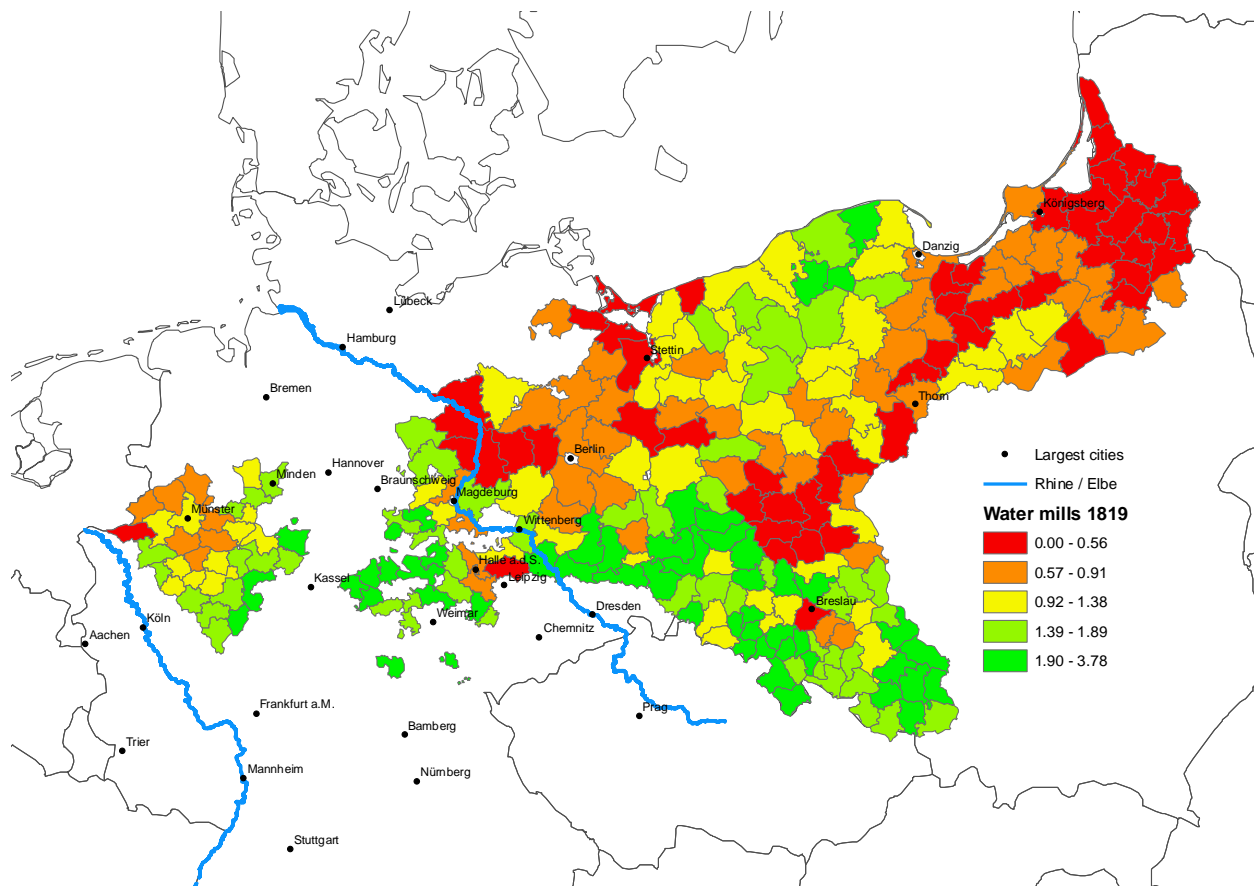 Königsberg
Danzig
Lübeck
Hamburg
Stettin
Bremen
Thorn
Berlin
Largest cities
Hannover
Minden
Braunschweig
Rhine / Elbe
Magdeburg
Münster
Water mills 1819
Wittenberg
0.00 - 0.56
Halle a.d.S.
0.57 - 0.91
Kassel
Leipzig
0.92 - 1.38
Breslau
Dresden
Köln
Weimar
1.39 - 1.89
Chemnitz
Aachen
1.90 - 3.78
Frankfurt a.M.
Prag
Bamberg
Trier
Mannheim
Nürnberg
Stuttgart